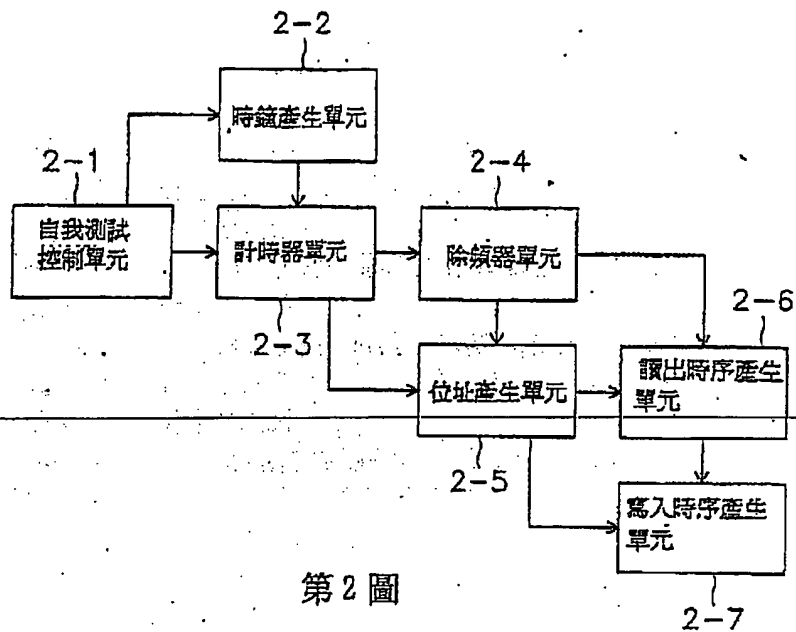 2-2
時鐘產生單元
2-1
自我測試
控制單元
計時器單元
2-3
2-4
除頻器單元
位址產生單元
2-5
2-6
讀出時序產生
單元
寫入時序產生
單元
2-7
第2圖